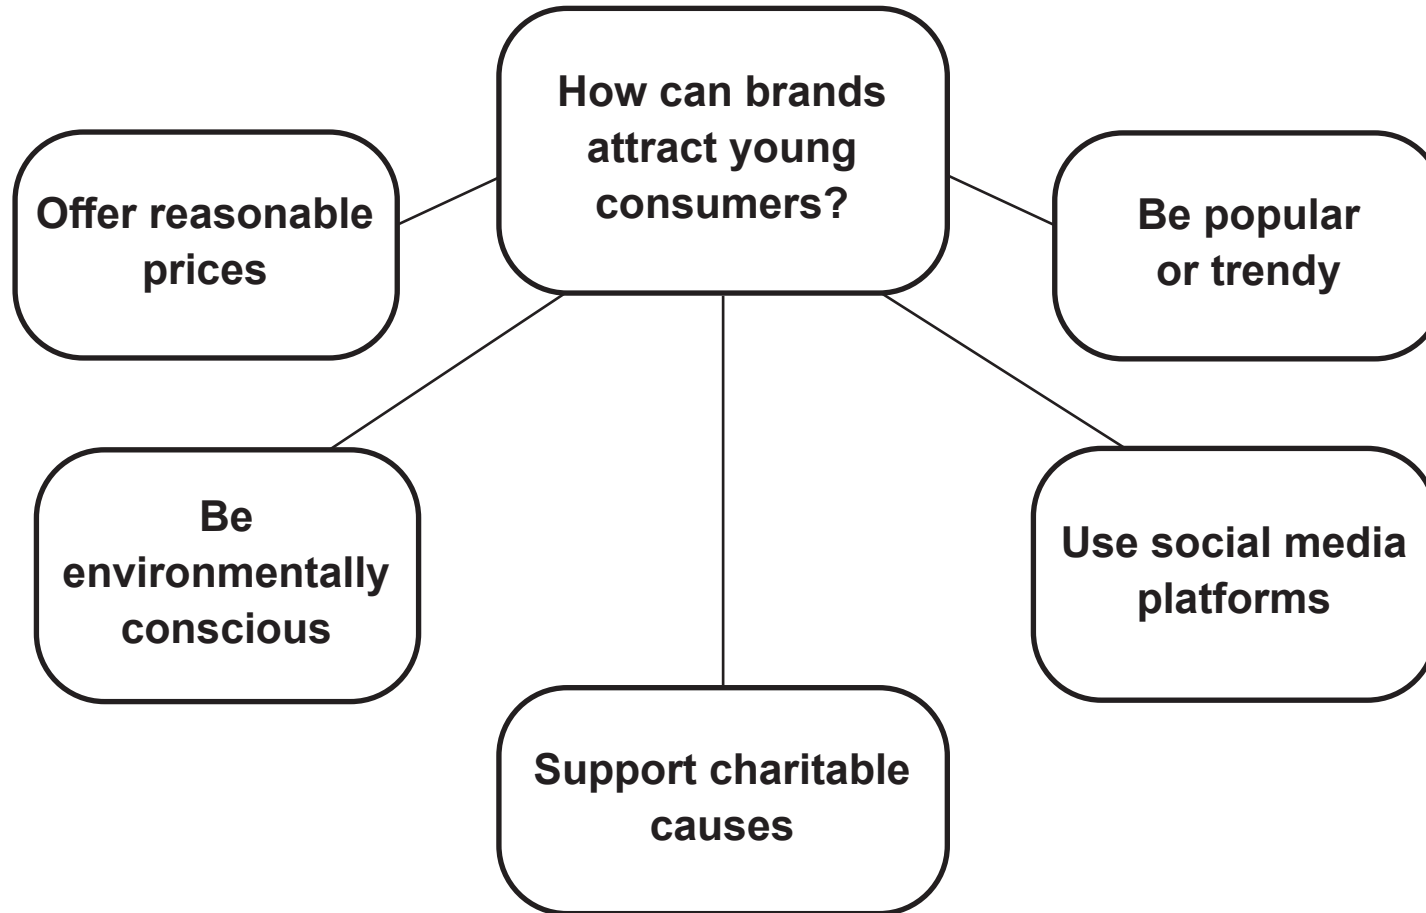 How can brands
attract young
consumers?
Offer reasonable
prices
Be popular
or trendy
Be
environmentally
conscious
Use social media
platforms
Support charitable
causes